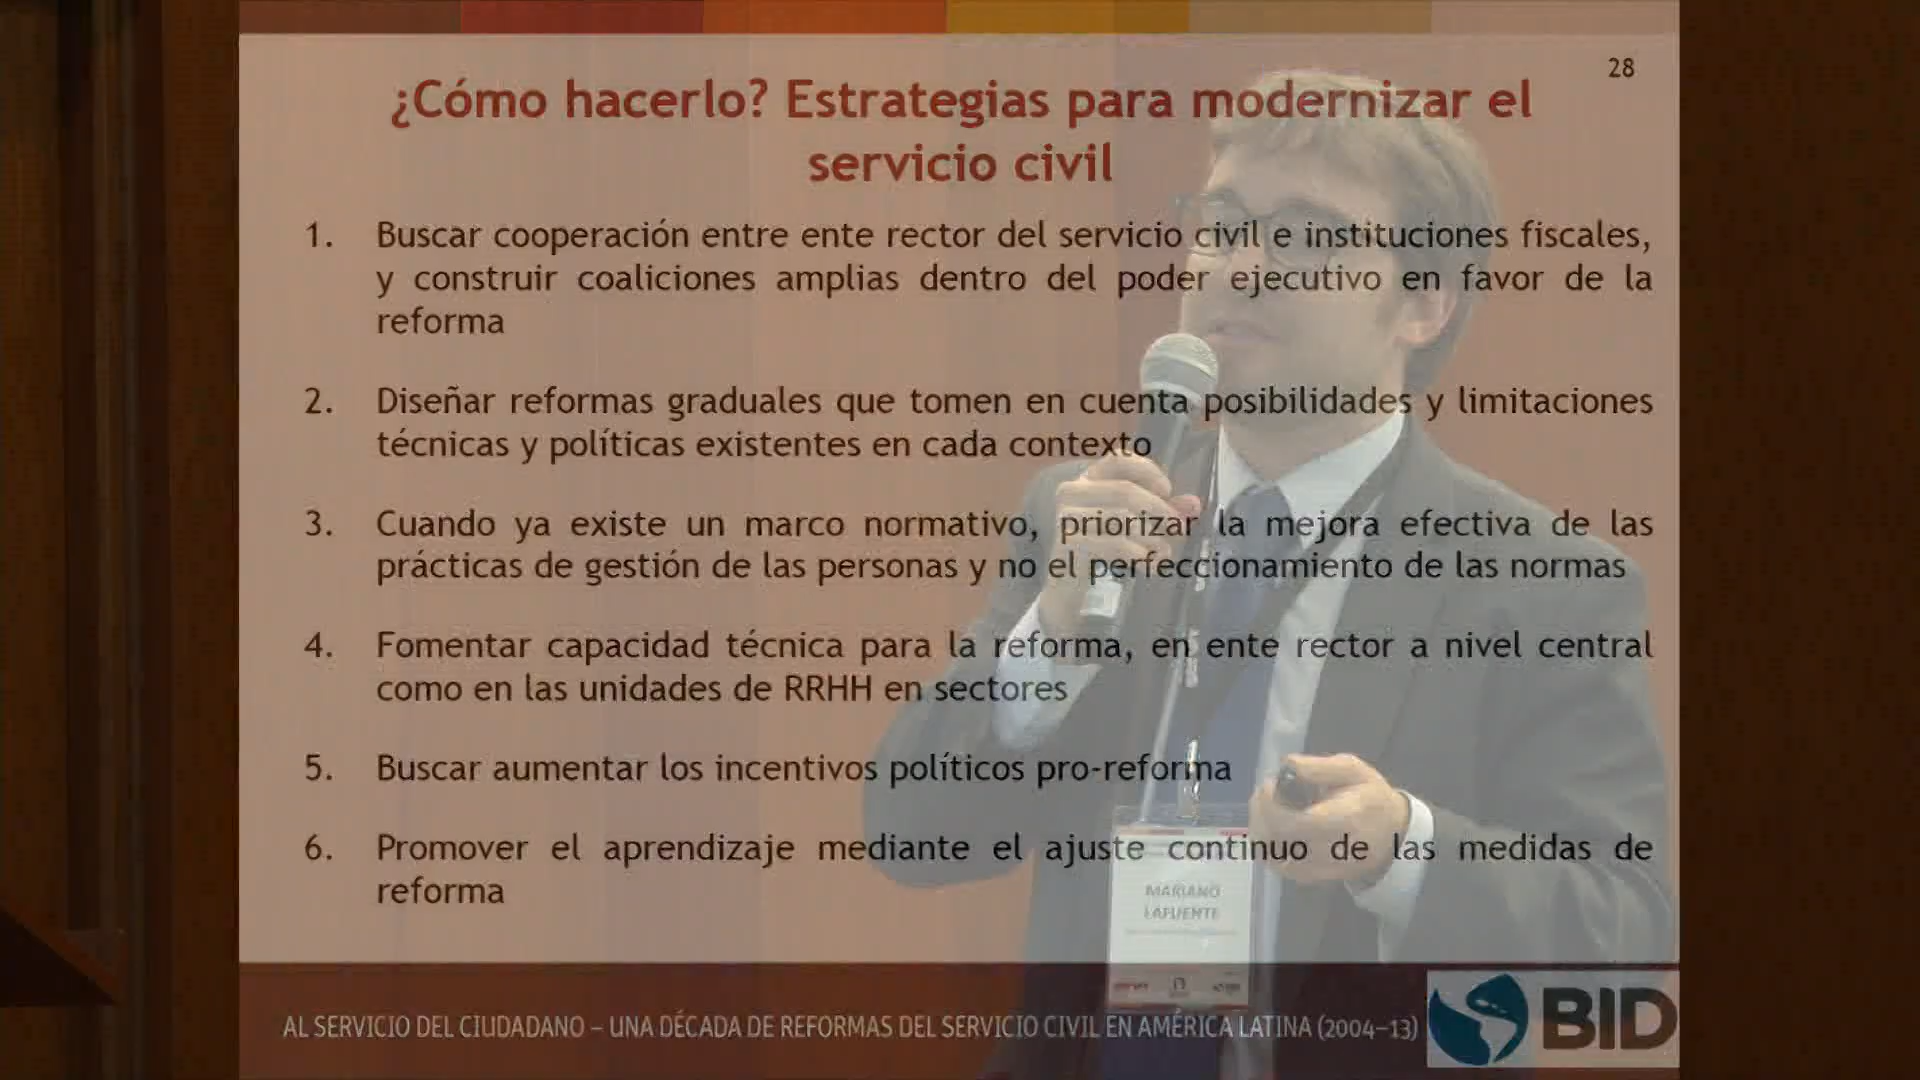 28
¿Cómo hacerlo? Estrategias para modernizar el
servicio civil
1. Buscar cooperación entre ente rector del servicio civil e instituciones fiscales,
y construir coaliciones amplias dentro del poder ejecutivo en favor de la
reforma
2. Diseñar reformas graduales que tomen en cuenta posibilidades y limitaciones
técnicas y políticas existentes en cada contexto
3. Cuando ya existe un marco normativo, priorizar la mejora efectiva de las
prácticas de gestión de las personas y no el perfeccionamiento de las normas
4. Fomentar capacidad técnica para la reforma, en ente rector a nivel central
como en las unidades de RRHH en sectores
5. Buscar aumentar los incentivos políticos pro-reforma
6. Promover el aprendizaje mediante el ajuste continuo de las medidas de
reforma
MARIANO
LAFUENTE
AL SERVICIO DEL CIUDADANO – UNA DÉCADA DE REFORMAS DEL SERVICIO CIVIL EN AMÉRICA LATINA (2004–13)
BID